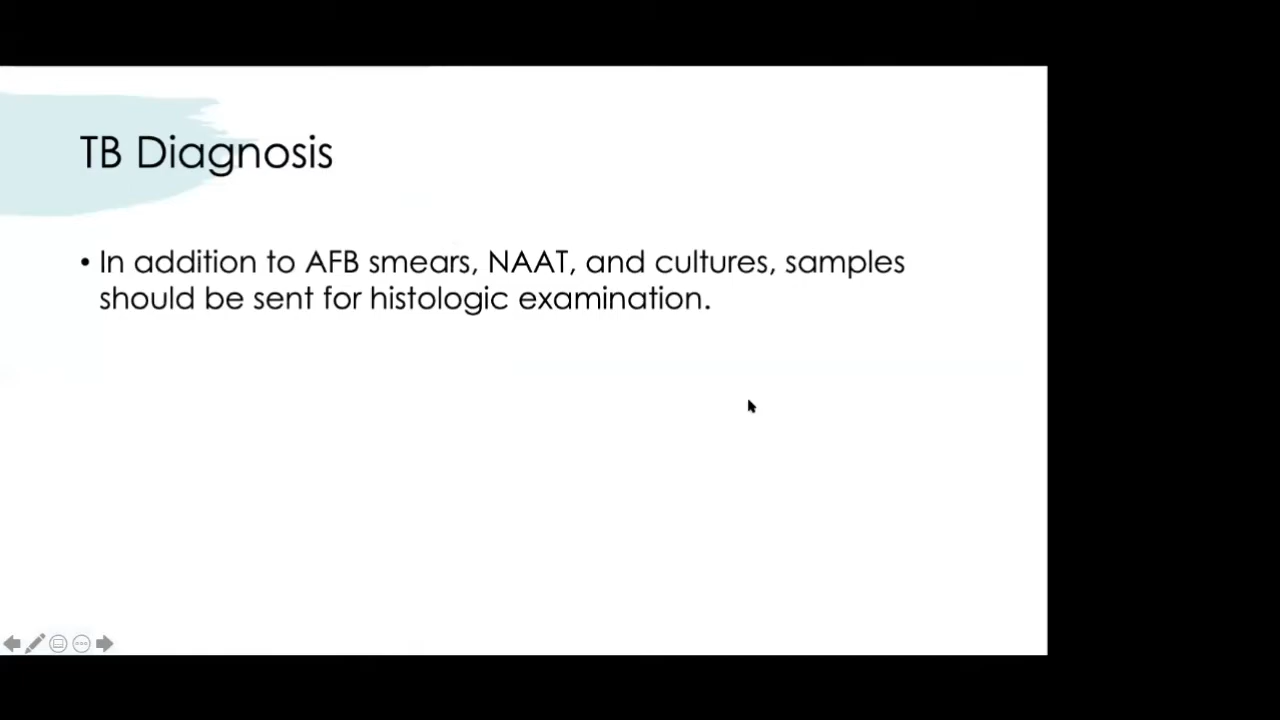 TB Diagnosis
• In addition to AFB smears, NAAT, and cultures, samples
should be sent for histologic examination.